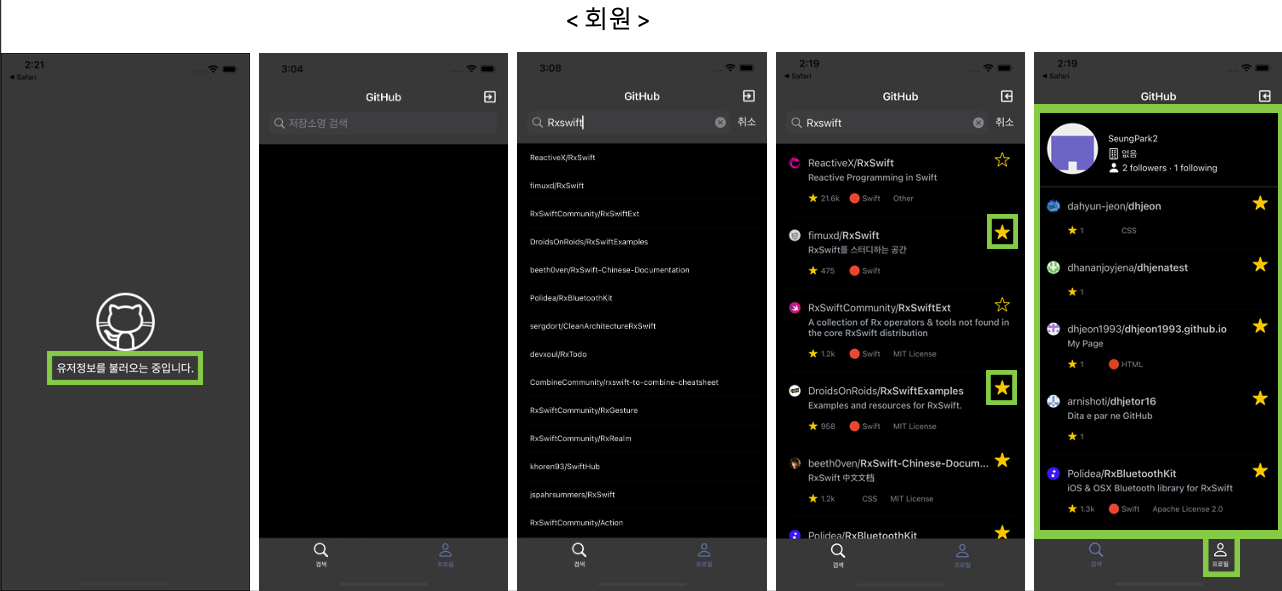 < 회원 >
2:21
◀ Safari
유저정보를 불러오는 중입니다.
3:04
GitHub
저장소명 검색
검색
프로필
3:08
GitHub
Rxswift
취소
ReactiveX/RxSwift
fimuxd/RxSwift
RxSwiftCommunity/RxSwiftExt
DroidsOnRoids/RxSwiftExamples
beeth0ven/RxSwift-Chinese-Documentation
Polidea/RxBluetoothKit
sergdort/CleanArchitectureRxSwift
devxoul/RxTodo
CombineCommunity/rxswift-to-combine-cheatsheet
RxSwiftCommunity/RxGesture
RxSwiftCommunity/RxRealm
khoren93/SwiftHub
jspahrsummers/RxSwift
RxSwiftCommunity/Action
검색
프로필
2:19
◀ Safari
GitHub
Rxswift
취소
ReactiveX/RxSwift
Reactive Programming in Swift
21.6k Swift Other
fimuxd/RxSwift
RxSwift를 스터디하는 공간
475 Swift
RxSwiftCommunity/RxSwiftExt
A collection of Rx operators & tools not found in
the core RxSwift distribution
1.2k Swift MIT License
DroidsOnRoids/RxSwiftExamples
Examples and resources for RxSwift.
958 Swift MIT License
beeth0ven/RxSwift-Chinese-Docum...
RxSwift 中文文档
1.2k CSS MIT License
Polidea/RxBluetoothKit
검색
프로필
2:19
◀ Safari
GitHub
SeungPark2
없음
2 followers · 1 following
dahyun-jeon/dhjeon
1 CSS
dhananjoyjena/dhjenatest
1
dhjeon1993/dhjeon1993.github.io
My Page
1 HTML
arnishoti/dhjetor16
Dita e par ne GitHub
1
Polidea/RxBluetoothKit
iOS & OSX Bluetooth library for RxSwift
1.3k Swift Apache License 2.0
검색
프로필